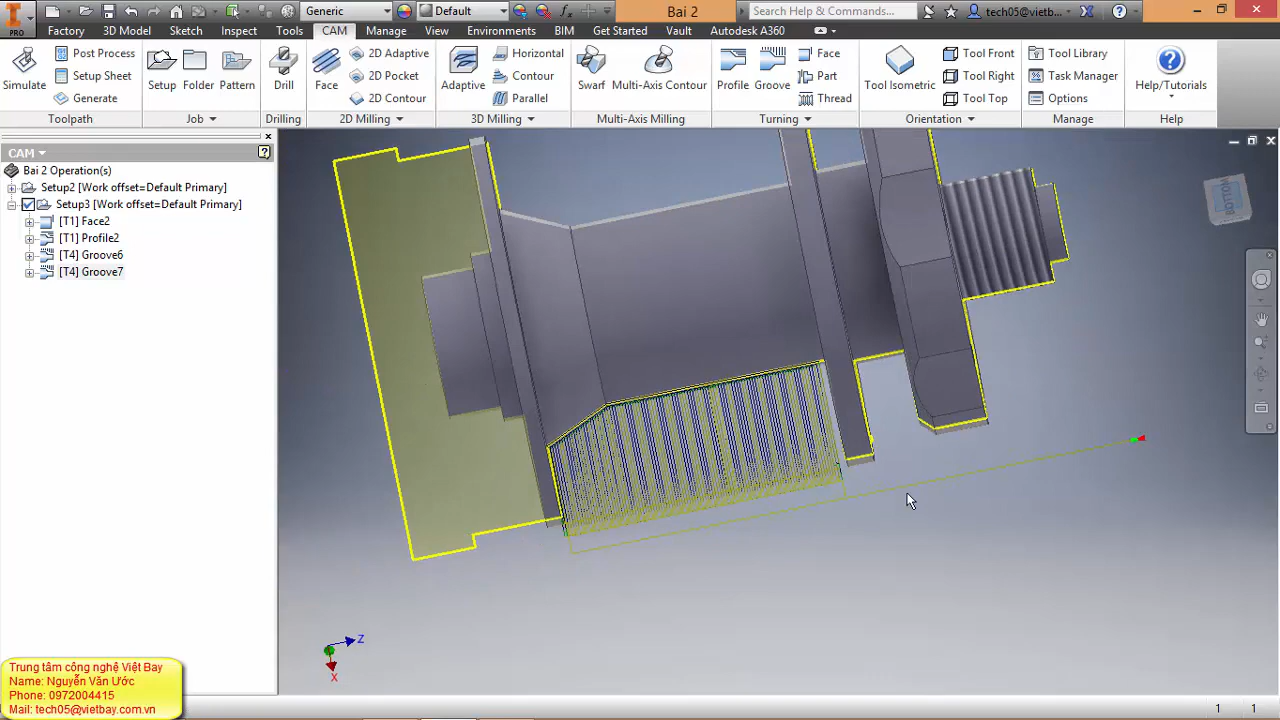 PRO
Generic
Default
fx
Bai 2
Search Help & Commands...
tech05@vietb...
Factory 3D Model Sketch Inspect Tools CAM Manage View Environments BIM Get Started Vault Autodesk A360
Simulate
Post Process
Setup Sheet
Generate
Toolpath
Setup Folder Pattern
Job
Drill
Drilling
Face
2D Adaptive
2D Pocket
2D Contour
2D Milling
Adaptive
Horizontal
Contour
Parallel
3D Milling
Swarf Multi-Axis Contour
Multi-Axis Milling
Profile Groove
Face
Part
Thread
Turning
Tool Isometric
Tool Front
Tool Right
Tool Top
Orientation
Tool Library
Task Manager
Options
Manage
Help/Tutorials
Help
CAM
Bai 2 Operation(s)
Setup2 [Work offset=Default Primary]
Setup3 [Work offset=Default Primary]
[T1] Face2
[T1] Profile2
[T4] Groove6
[T4] Groove7
BOTTOM
Z
X
Trung tâm công nghệ Việt Bay
Name: Nguyễn Văn Ước
Phone: 0972004415
Mail: tech05@vietbay.com.vn
1 1